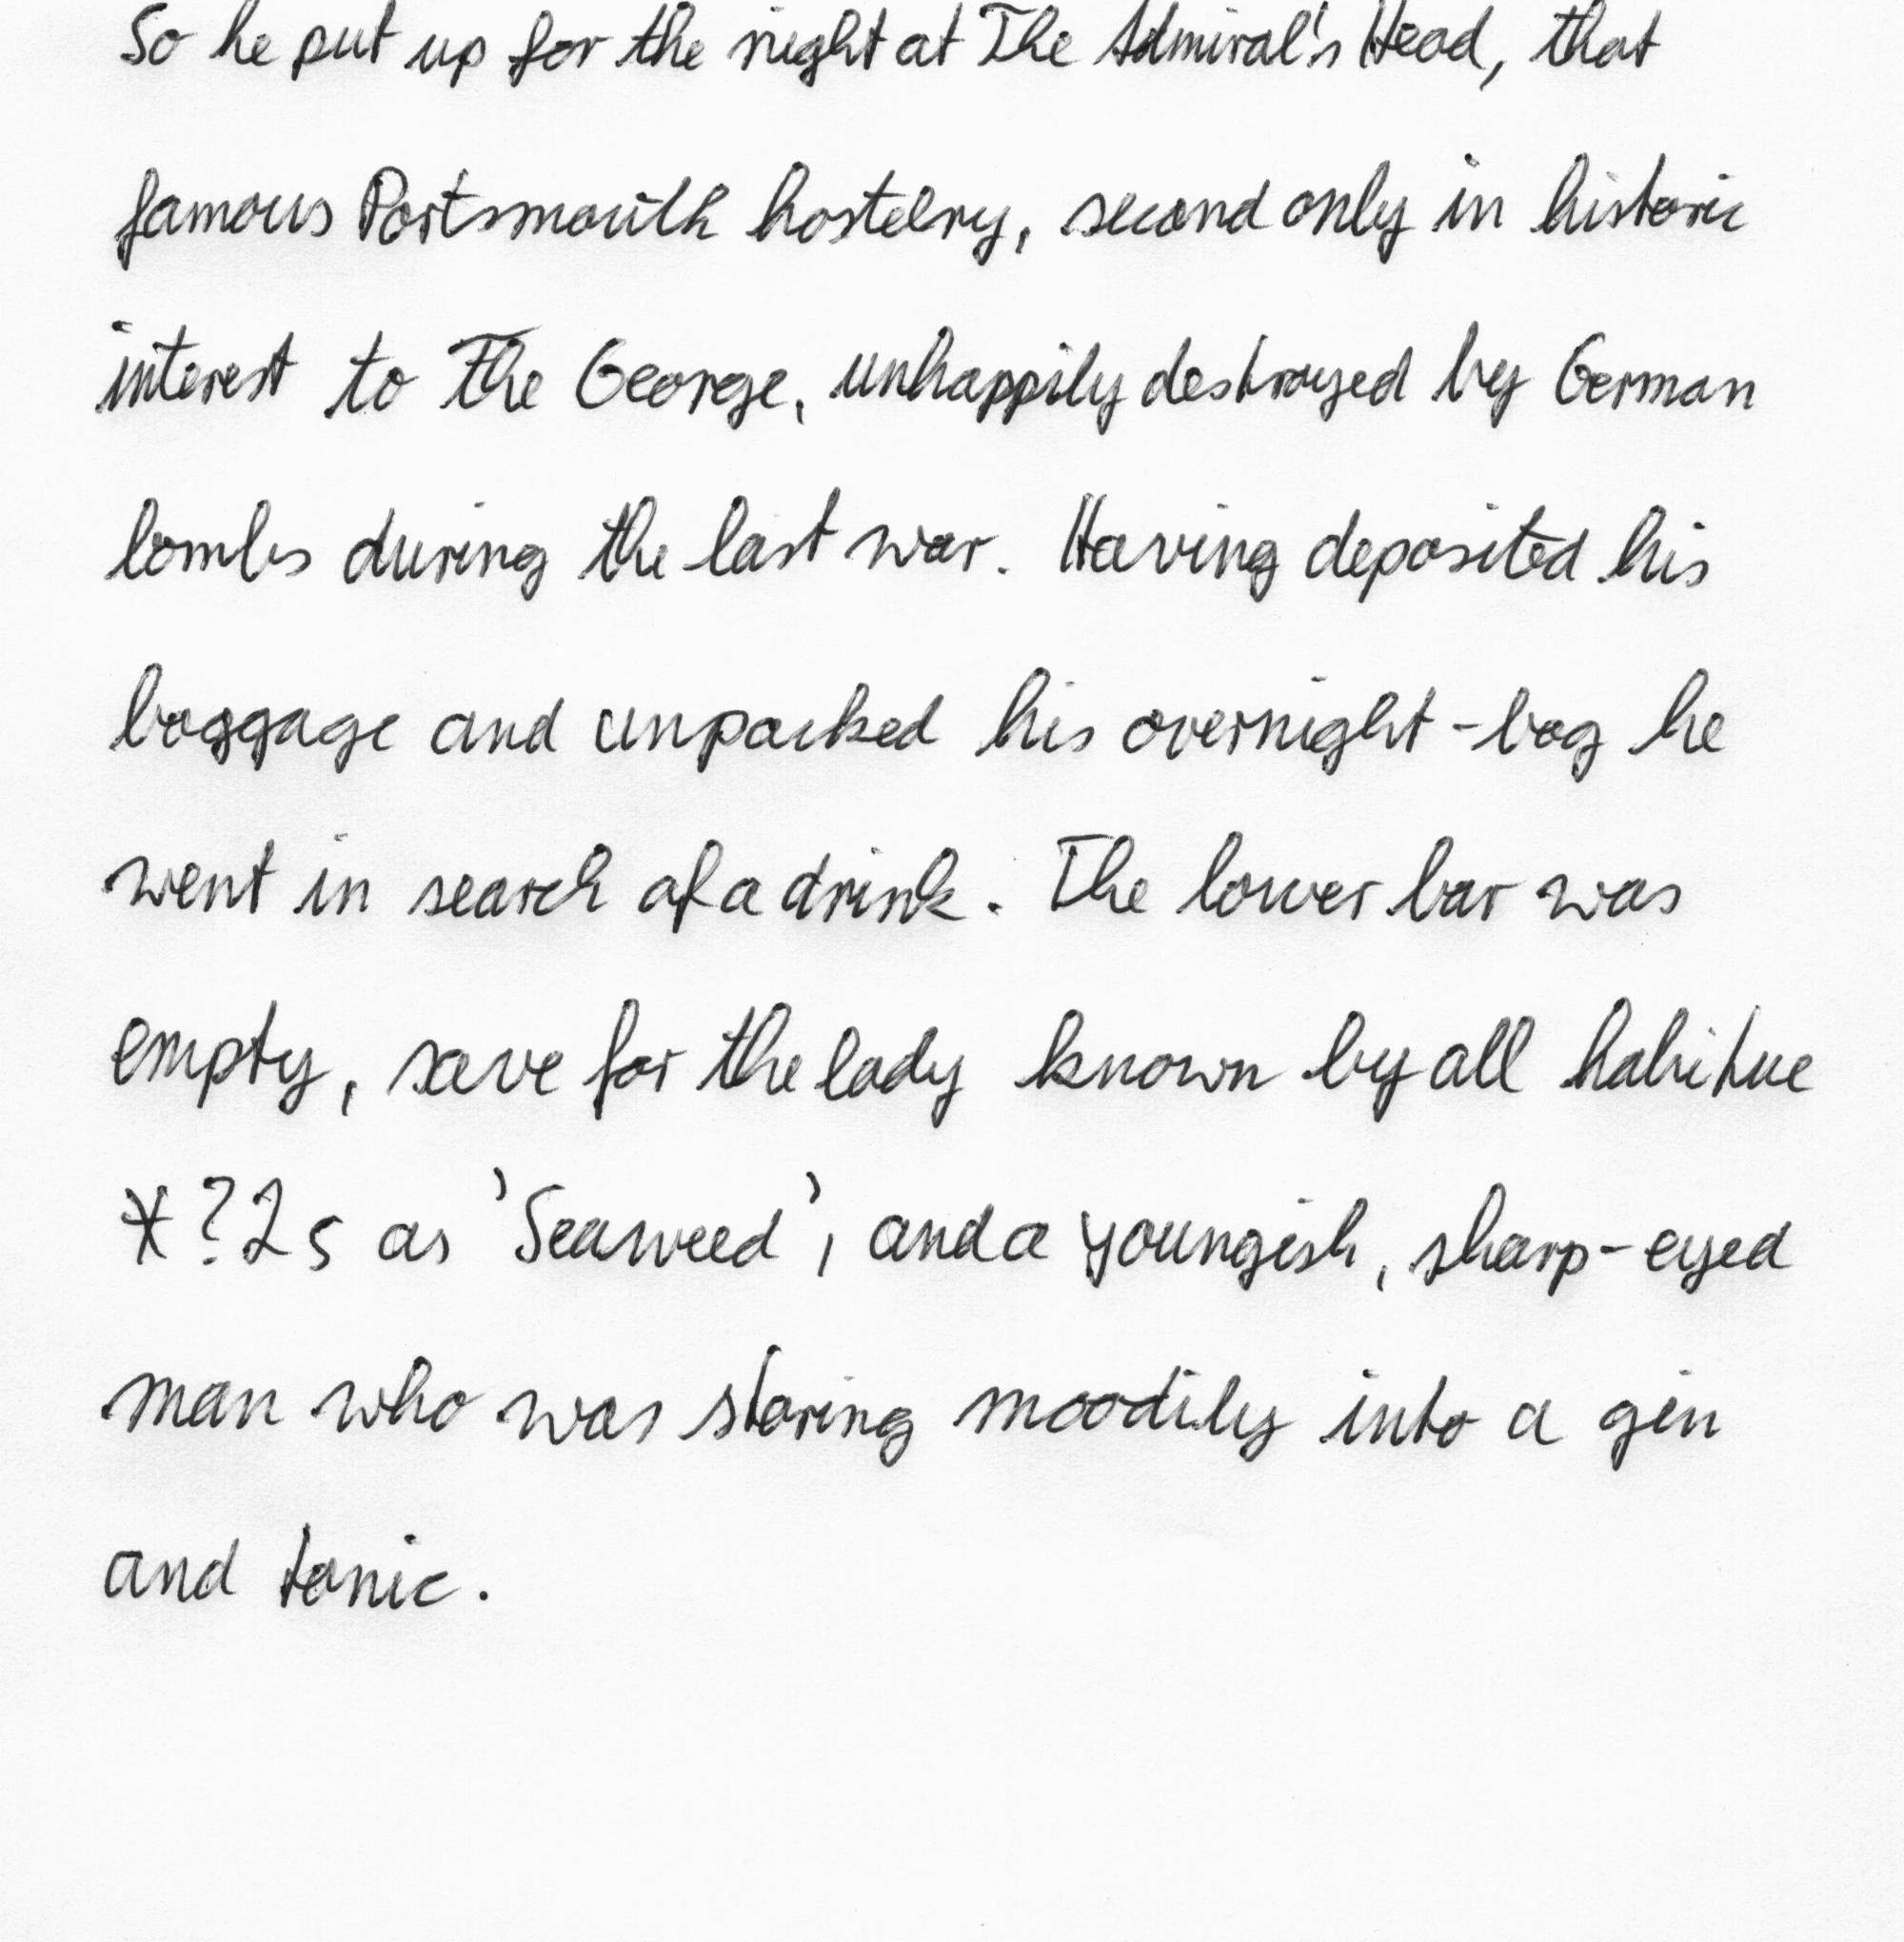 So he put up for the night at The Admiral's Head, that
famous Portsmouth hostelry, second only in historic
interest to The George, unhappily destroyed by German
bombs during the last war. Having deposited his
baggage and unpacked his overnight-bag he
went in search of a drink. The lower bar was
empty, save for the lady known by all habitue
*?2s as 'Seaweed', and a youngish, sharp-eyed
man who was staring moodily into a gin
and tonic.